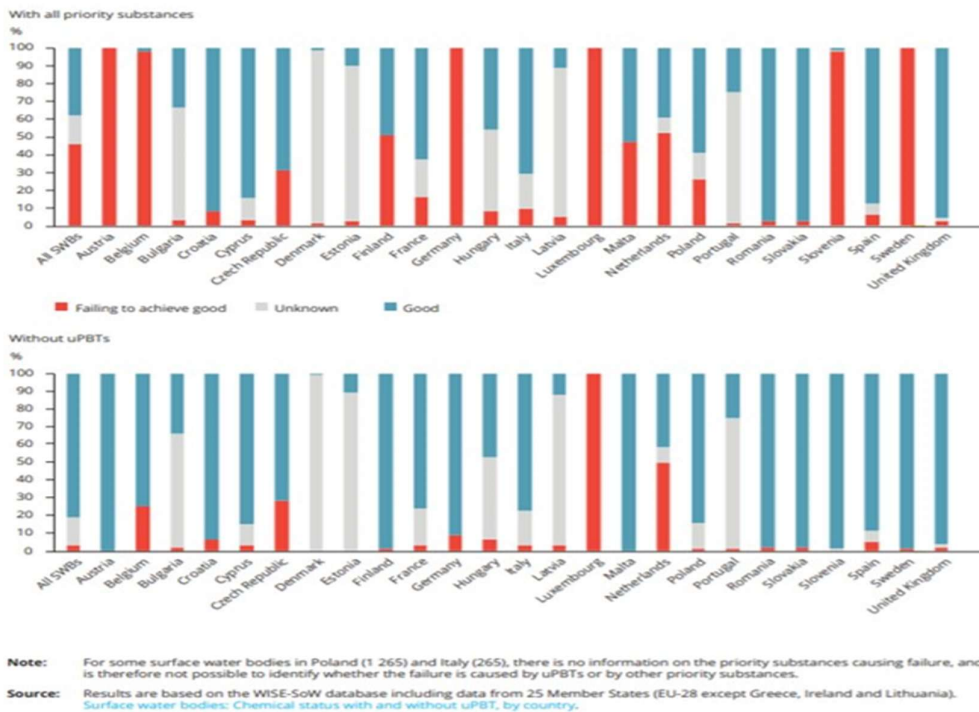 With all priority substances
%
100
90
80
70
60
50
40
30
20
10
0
All SWBs
Austria
Belgium
Bulgaria
Croatia
Cyprus
Czech Republic
Denmark
Estonia
Finland
France
Germany
Hungary
Italy
Latvia
Luxembourg
Malta
Netherlands
Poland
Portugal
Romania
Slovakia
Slovenia
Spain
Sweden
United Kingdom
Failing to achieve good Unknown Good
Without uPBTs
%
100
90
80
70
60
50
40
30
20
10
0
All SWBs
Austria
Belgium
Bulgaria
Croatia
Cyprus
Czech Republic
Denmark
Estonia
Finland
France
Germany
Hungary
Italy
Latvia
Luxembourg
Malta
Netherlands
Poland
Portugal
Romania
Slovakia
Slovenia
Spain
Sweden
United Kingdom
Note: For some surface water bodies in Poland (1 265) and Italy (265), there is no information on the priority substances causing failure, and
is therefore not possible to identify whether the failure is caused by uPBTs or by other priority substances.
Source: Results are based on the WISE-SoW database including data from 25 Member States (EU-28 except Greece, Ireland and Lithuania).
Surface water bodies: Chemical status with and without uPBT, by country.